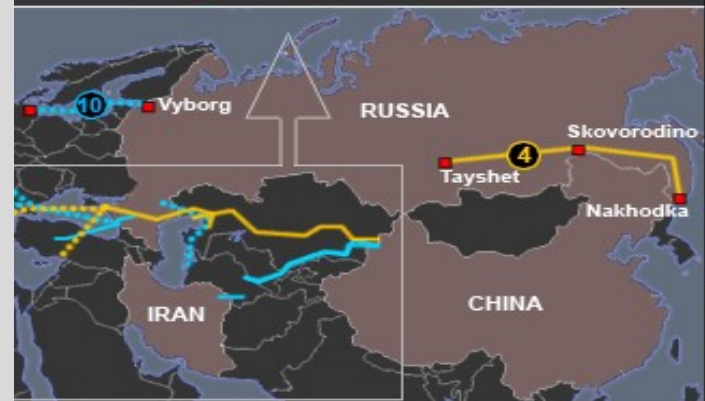 10
Vyborg
RUSSIA
Skovorodino
4
Tayshet
Nakhodka
IRAN
CHINA